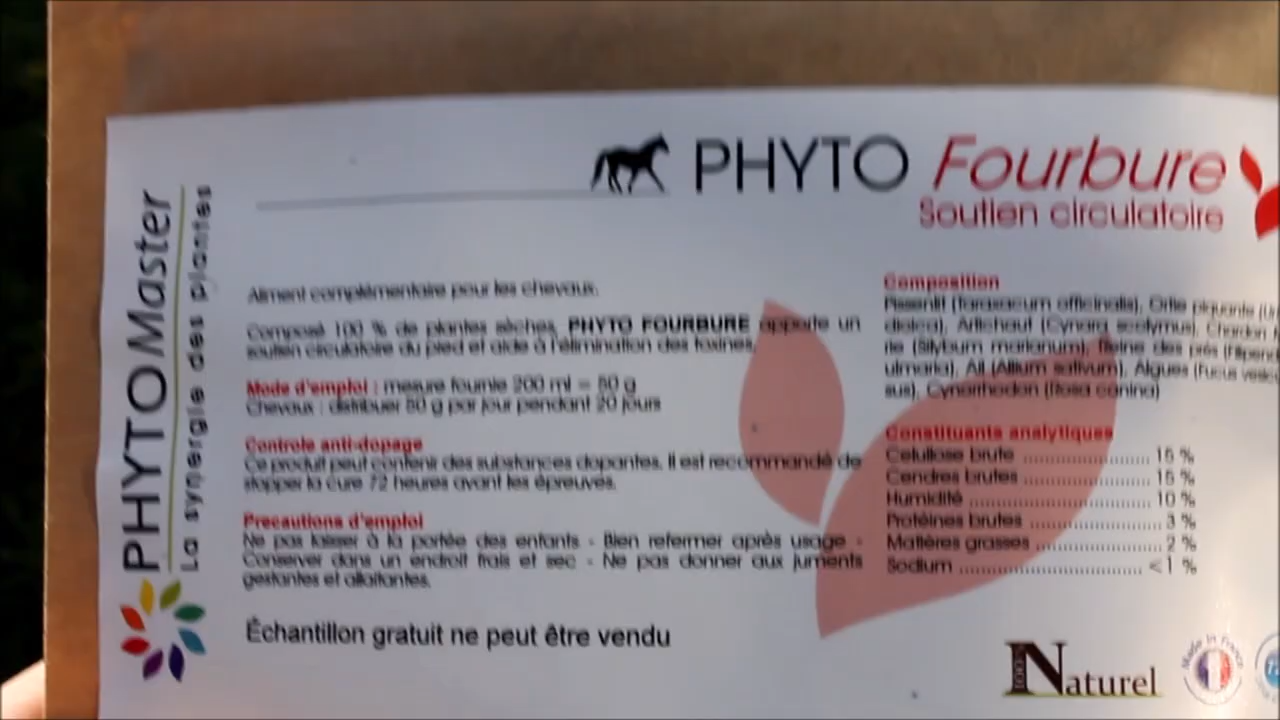 PHYTO Fourbure
Soutien circulatoire
PHYTOMaster
La synergie des plantes
Aliment complémentaire pour les chevaux.
Composé 100 % de plantes sèches, PHYTO FOURBURE apporte un
soutien circulatoire du pied et aide à l'élimination des toxines.
Mode d'emploi : mesure fournie 200 ml = 50 g
Chevaux : distribuer 50 g par jour pendant 20 jours
Controle anti-dopage
Ce produit peut contenir des substances dopantes. Il est recommandé de
stopper la cure 72 heures avant les épreuves.
Precautions d'emploi
Ne pas laisser à la portée des enfants - Bien refermer après usage -
Conserver dans un endroit frais et sec - Ne pas donner aux juments
gestantes et allaitantes.
Échantillon gratuit ne peut être vendu
Composition
Pissenlit (Taraxacum officinalis), Ortie piquante
dioica), Artichaut (Cynara scolymus), Chardon
rie (Silybum marianum), Reine des prés
ulmaria), Ail (Allium sativum), Algues (Fucus
sus), Cynorrhodon (Rosa canina)
Constituants analytiques
Cellulose brute ........................ 15 %
Cendres brutes ........................ 15 %
Humidité ................................... 10 %
Protéines brutes ........................ 3 %
Matières grasses ....................... 2 %
Sodium .................................... <1 %
100% Naturel
Made in France